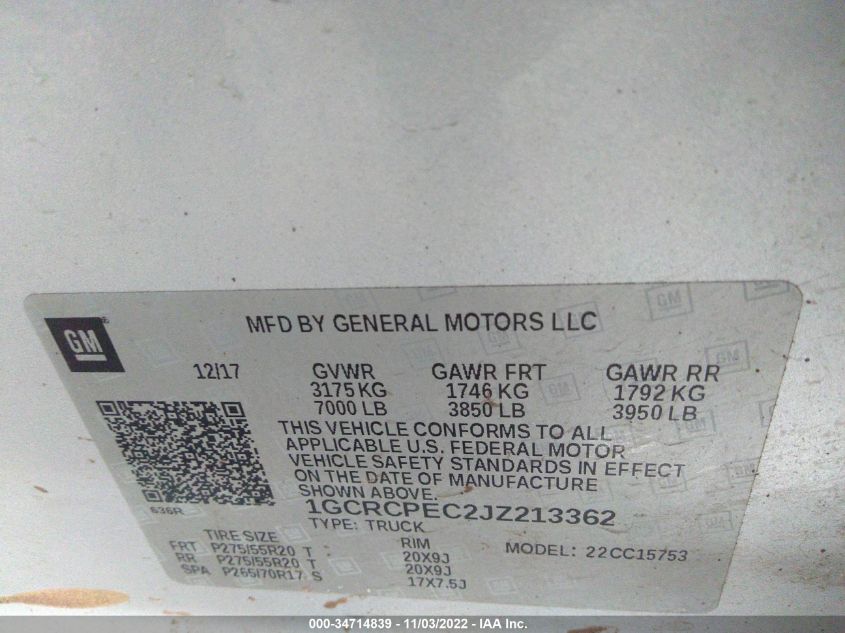 GM
MFD BY GENERAL MOTORS LLC
12/17 GVWR GAWR FRT GAWR RR
3175 KG 1746 KG 1792 KG
7000 LB 3850 LB 3950 LB
THIS VEHICLE CONFORMS TO ALL
APPLICABLE U.S. FEDERAL MOTOR
VEHICLE SAFETY STANDARDS IN EFFECT
ON THE DATE OF MANUFACTURE
SHOWN ABOVE.
636R
1GCRCPEC2JZ213362
TYPE: TRUCK
MODEL: 22CC15753
TIRE SIZE RIM
FRT P275/55R20 T 20X9J
RR P275/55R20 T 20X9J
SPA P265/70R17 S 17X7.5J
000-34714839 - 11/03/2022 - IAA Inc.